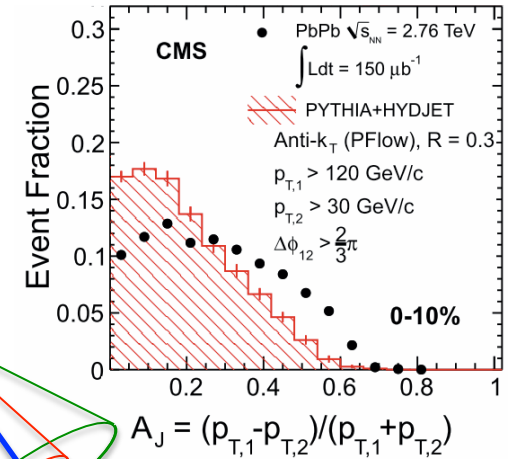 CMS
PbPb √s_NN = 2.76 TeV
∫Ldt = 150 μb⁻¹
PYTHIA+HYDJET
Anti-k_T (PFlow), R = 0.3
p_T,1 > 120 GeV/c
p_T,2 > 30 GeV/c
Δϕ_12 > 2/3π
0-10%
Event Fraction
0.3
0.25
0.2
0.15
0.1
0.05
0
0.2 0.4 0.6 0.8 1
A_J = (p_T,1-p_T,2)/(p_T,1+p_T,2)